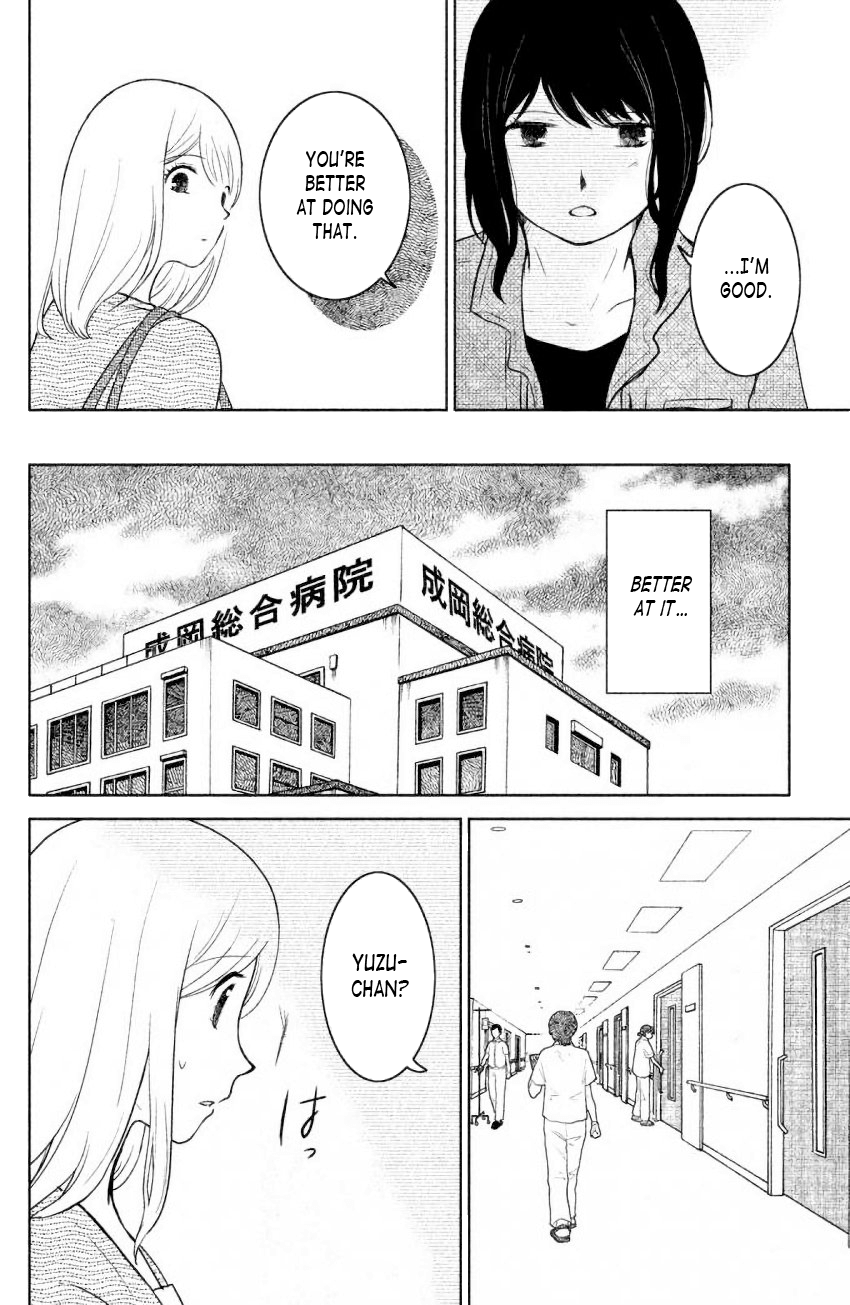 ...I'M
GOOD.
YOU'RE
BETTER
AT DOING
THAT.
BETTER
AT IT...
成岡総合病院
成岡総合病院
YUZU-
CHAN?
はっ